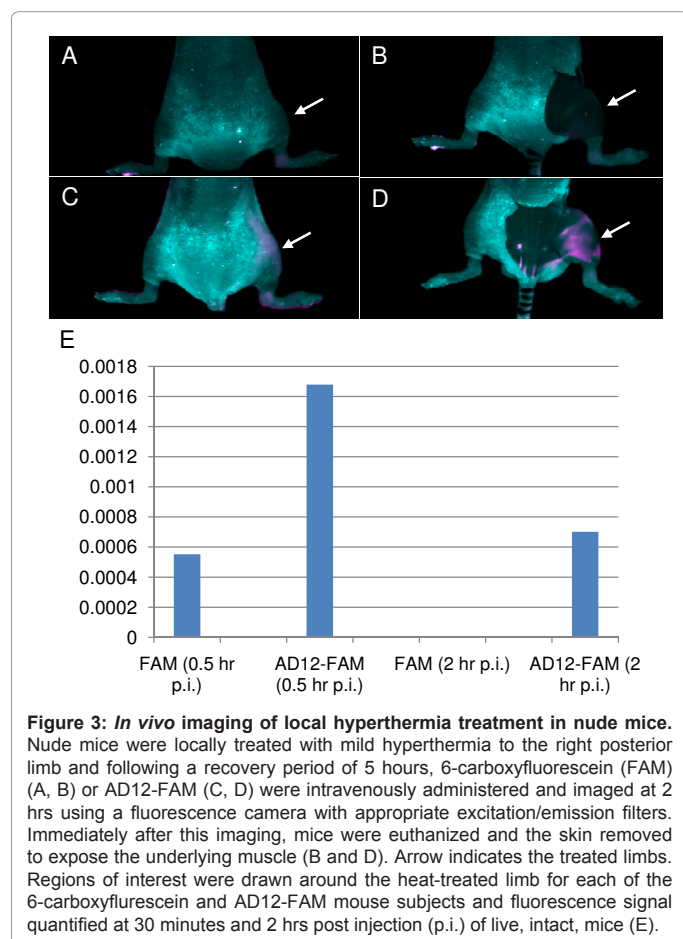 A
B
C
D
E
0.0018
0.0016
0.0014
0.0012
0.001
0.0008
0.0006
0.0004
0.0002
0
FAM (0.5 hr
p.i.)
AD12-FAM
(0.5 hr p.i.)
FAM (2 hr p.i.)
AD12-FAM (2
hr p.i.)
Figure 3: In vivo imaging of local hyperthermia treatment in nude mice.
Nude mice were locally treated with mild hyperthermia to the right posterior
limb and following a recovery period of 5 hours, 6-carboxyfluorescein (FAM)
(A, B) or AD12-FAM (C, D) were intravenously administered and imaged at 2
hrs using a fluorescence camera with appropriate excitation/emission filters.
Immediately after this imaging, mice were euthanized and the skin removed
to expose the underlying muscle (B and D). Arrow indicates the treated limbs.
Regions of interest were drawn around the heat-treated limb for each of the
6-carboxyflurescein and AD12-FAM mouse subjects and fluorescence signal
quantified at 30 minutes and 2 hrs post injection (p.i.) of live, intact, mice (E).